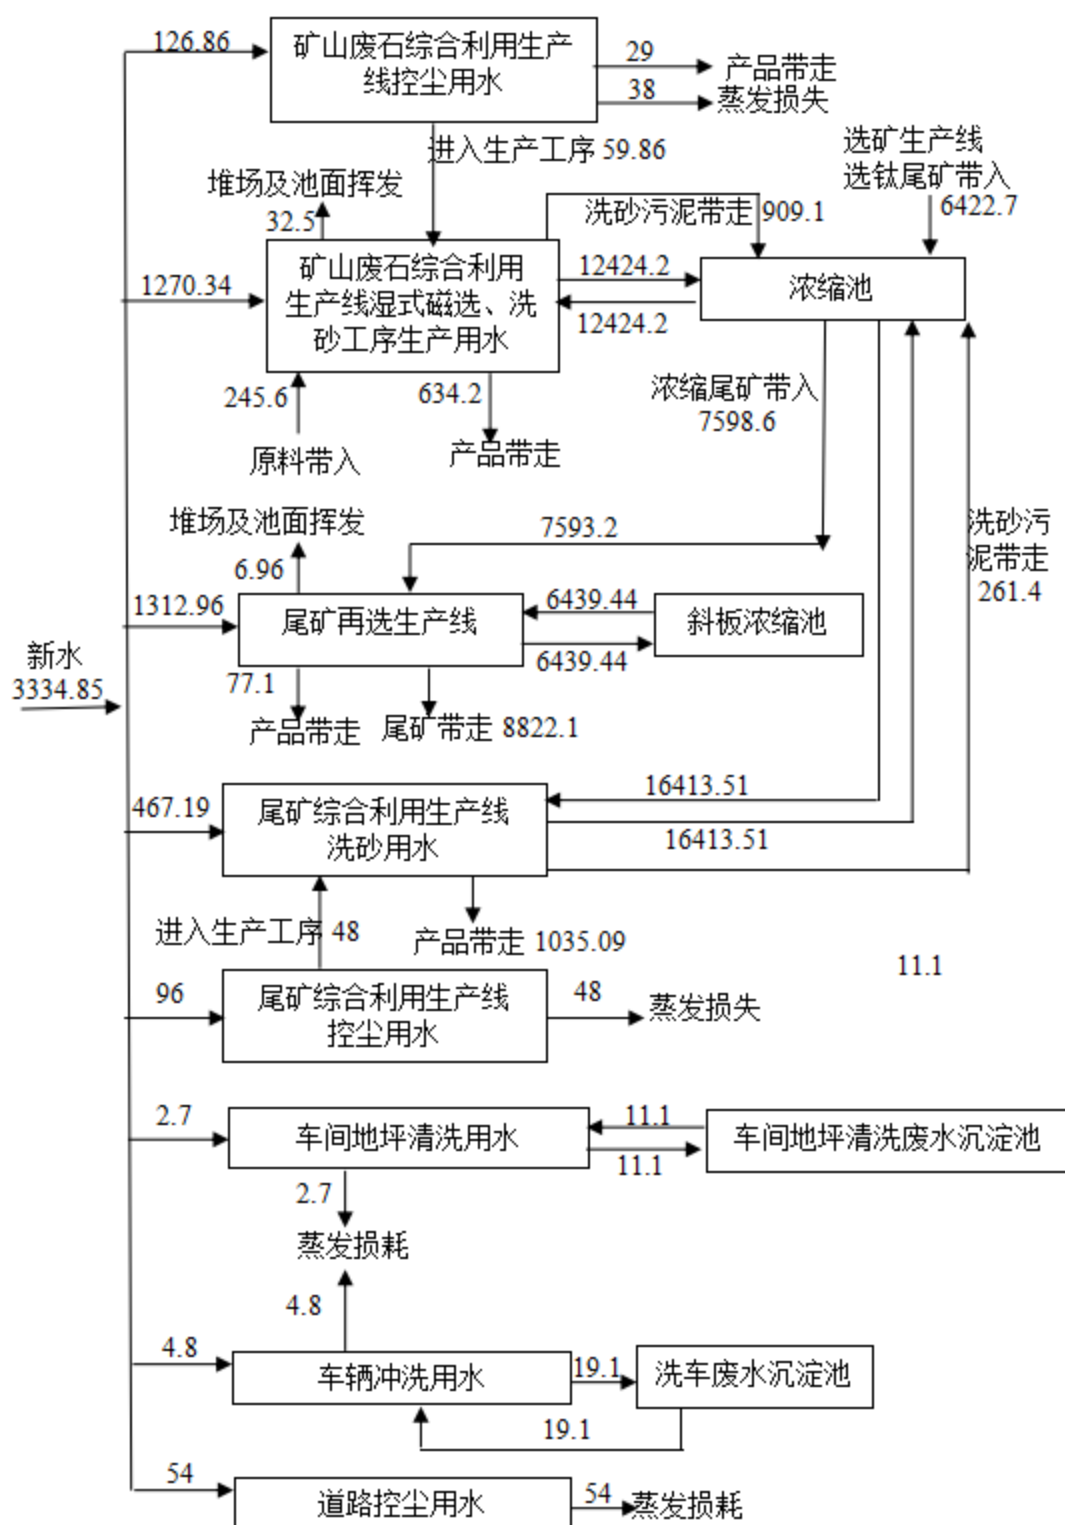 126.86
矿山废石综合利用生产
线控尘用水
29
产品带走
38
蒸发损失
进入生产工序 59.86
选矿生产线
选钛尾矿带入
6422.7
堆场及池面挥发
32.5
洗砂污泥带走
909.1
1270.34
矿山废石综合利用
生产线湿式磁选、洗
砂工序生产用水
12424.2
12424.2
浓缩池
245.6
原料带入
634.2
产品带走
浓缩尾矿带入
7598.6
堆场及池面挥发
6.96
7593.2
洗砂污
泥带走
261.4
1312.96
尾矿再选生产线
6439.44
6439.44
斜板浓缩池
新水
3334.85
77.1
产品带走
尾矿带走 8822.1
467.19
尾矿综合利用生产线
洗砂用水
16413.51
16413.51
进入生产工序 48
产品带走 1035.09
11.1
96
尾矿综合利用生产线
控尘用水
48
蒸发损失
2.7
车间地坪清洗用水
11.1
11.1
车间地坪清洗废水沉淀池
2.7
蒸发损耗
4.8
4.8
车辆冲洗用水
19.1
洗车废水沉淀池
19.1
54
道路控尘用水
54
蒸发损耗